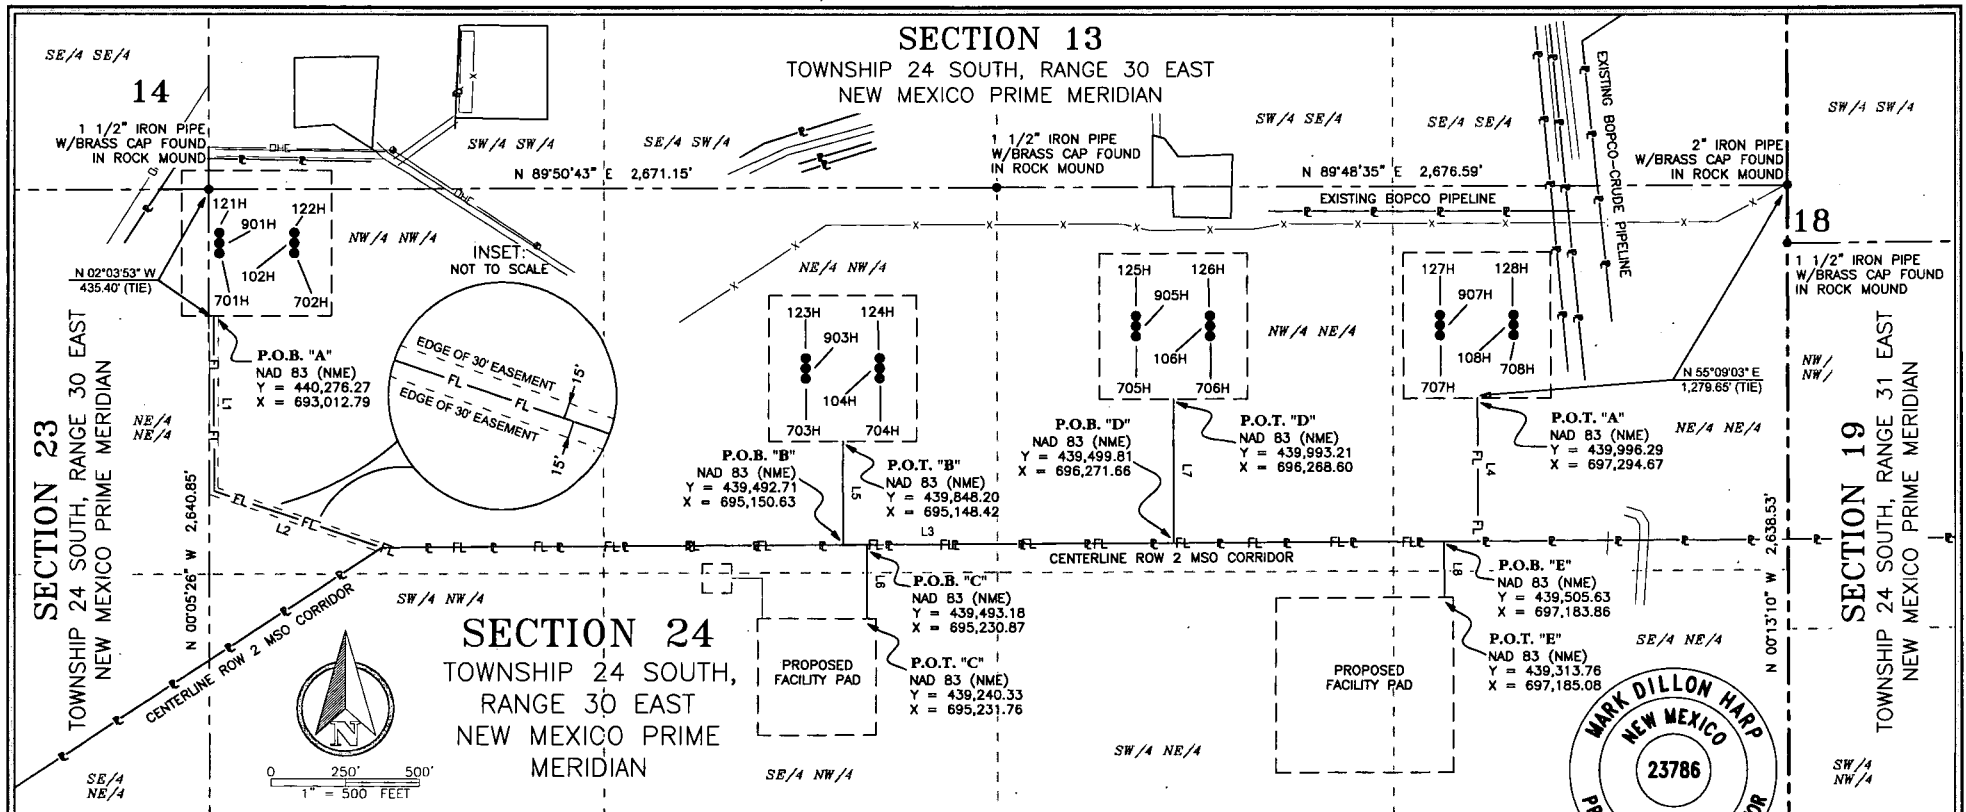 SECTION 13
TOWNSHIP 24 SOUTH, RANGE 30 EAST
NEW MEXICO PRIME MERIDIAN
SE/4 SE/4
14
1 1/2" IRON PIPE
W/BRASS CAP FOUND
IN ROCK MOUND
OHE
SW/4 SW/4
SE/4 SW/4
1 1/2" IRON PIPE
W/BRASS CAP FOUND
IN ROCK MOUND
SW/4 SE/4
SE/4 SE/4
EXISTING BOPCO-CRUDE PIPELINE
2" IRON PIPE
W/BRASS CAP FOUND
IN ROCK MOUND
SW/4 SW/4
N 89°50'43" E 2,671.15'
N 89°48'35" E 2,676.59'
EXISTING BOPCO PIPELINE
OHE
18
1 1/2" IRON PIPE
W/BRASS CAP FOUND
IN ROCK MOUND
121H
122H
901H
102H
701H
702H
NW/4 NW/4
N 02°03'53" W
435.40' (TIE)
INSET:
NOT TO SCALE
EDGE OF 30' EASEMENT
FL
FL
EDGE OF 30' EASEMENT
15'
15'
NE/4 NW/4
123H
124H
903H
104H
703H
704H
125H
126H
905H
106H
705H
706H
NW/4 NE/4
127H
128H
907H
108H
707H
708H
N 55°09'03" E
1,279.65' (TIE)
NW/
NW/
P.O.B. "A"
NAD 83 (NME)
Y = 440,276.27
X = 693,012.79
SECTION 23
TOWNSHIP 24 SOUTH, RANGE 30 EAST
NEW MEXICO PRIME MERIDIAN
NE/4
NE/4
L1
L2
N 00°05'26" W 2,640.85'
P.O.B. "B"
NAD 83 (NME)
Y = 439,492.71
X = 695,150.63
L5
P.O.T. "B"
NAD 83 (NME)
Y = 439,848.20
X = 695,148.42
P.O.B. "D"
NAD 83 (NME)
Y = 439,499.81
X = 696,271.66
L7
P.O.T. "D"
NAD 83 (NME)
Y = 439,993.21
X = 696,268.60
L4
P.O.T. "A"
NAD 83 (NME)
Y = 439,996.29
X = 697,294.67
NE/4 NE/4
N 00°13'10" W 2,638.53'
SECTION 19
TOWNSHIP 24 SOUTH, RANGE 31 EAST
NEW MEXICO PRIME MERIDIAN
L3
CENTERLINE ROW 2 MSO CORRIDOR
CENTERLINE ROW 2 MSO CORRIDOR
SW/4 NW/4
L6
P.O.B. "C"
NAD 83 (NME)
Y = 439,493.18
X = 695,230.87
P.O.T. "C"
NAD 83 (NME)
Y = 439,240.33
X = 695,231.76
L8
P.O.B. "E"
NAD 83 (NME)
Y = 439,505.63
X = 697,183.86
P.O.T. "E"
NAD 83 (NME)
Y = 439,313.76
X = 697,185.08
SE/4 NE/4
SECTION 24
TOWNSHIP 24 SOUTH,
RANGE 30 EAST
NEW MEXICO PRIME
MERIDIAN
N
0 250' 500'
1" = 500 FEET
PROPOSED
FACILITY PAD
PROPOSED
FACILITY PAD
SE/4
NE/4
SE/4 NW/4
SW/4 NE/4
MARK DILLON HARP
NEW MEXICO
23786
SW/4
NW/4